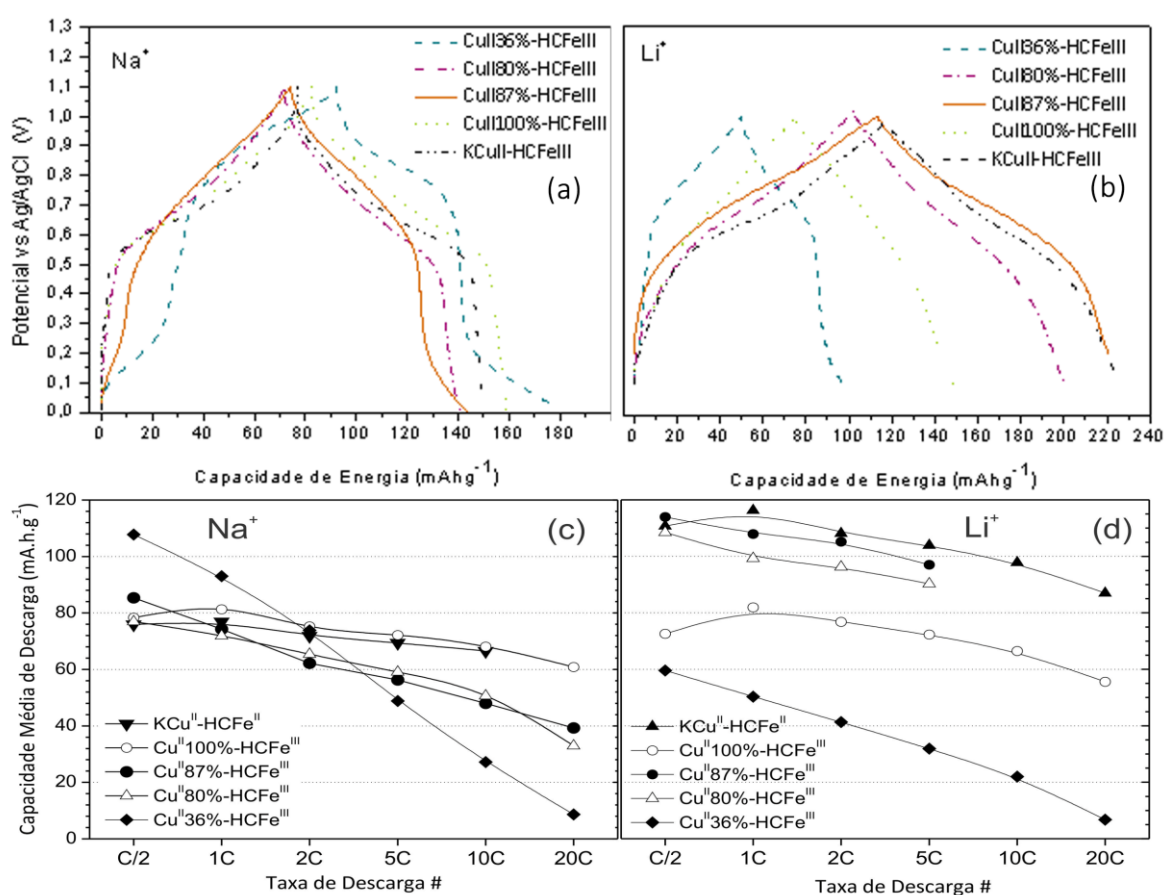 1,3
1,2
1,1
1,0
0,9
0,8
0,7
0,6
0,5
0,4
0,3
0,2
0,1
0,0
Potencial vs Ag/AgCl (V)
Na⁺
CuII36%-HCFeIII
CuII80%-HCFeIII
CuII87%-HCFeIII
CuII100%-HCFeIII
KCuII-HCFeIII
(a)
0 20 40 60 80 100 120 140 160 180
Capacidade de Energia (mAhg⁻¹)
Li⁺
CuII36%-HCFeIII
CuII80%-HCFeIII
CuII87%-HCFeIII
CuII100%-HCFeIII
KCuII-HCFeIII
(b)
0 20 40 60 80 100 120 140 160 180 200 220 240
Capacidade de Energia (mAhg⁻¹)
120
100
80
60
40
20
0
Capacidade Média de Descarga (mA.h.g⁻¹)
Na⁺
(c)
KCuᴵᴵ-HCFeᴵᴵ
Cuᴵᴵ100%-HCFeᴵᴵᴵ
Cuᴵᴵ87%-HCFeᴵᴵᴵ
Cuᴵᴵ80%-HCFeᴵᴵᴵ
Cuᴵᴵ36%-HCFeᴵᴵᴵ
C/2 1C 2C 5C 10C 20C
Taxa de Descarga #
Li⁺
(d)
KCuᴵᴵ-HCFeᴵᴵ
Cuᴵᴵ100%-HCFeᴵᴵᴵ
Cuᴵᴵ87%-HCFeᴵᴵᴵ
Cuᴵᴵ80%-HCFeᴵᴵᴵ
Cuᴵᴵ36%-HCFeᴵᴵᴵ
C/2 1C 2C 5C 10C 20C
Taxa de Descarga #